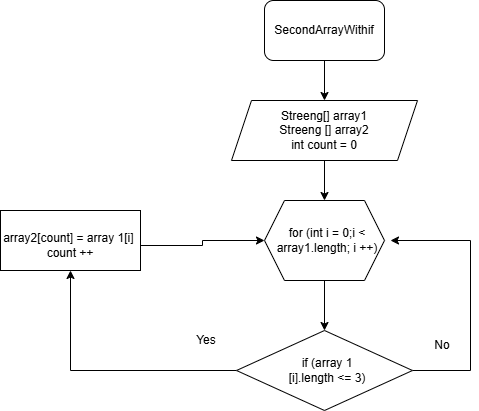 SecondArrayWithif
Streeng[] array1
Streeng [] array2
int count = 0
for (int i = 0;i <
array1.length; i ++)
array2[count] = array 1[i]
count ++
Yes
No
if (array 1
[i].length <= 3)